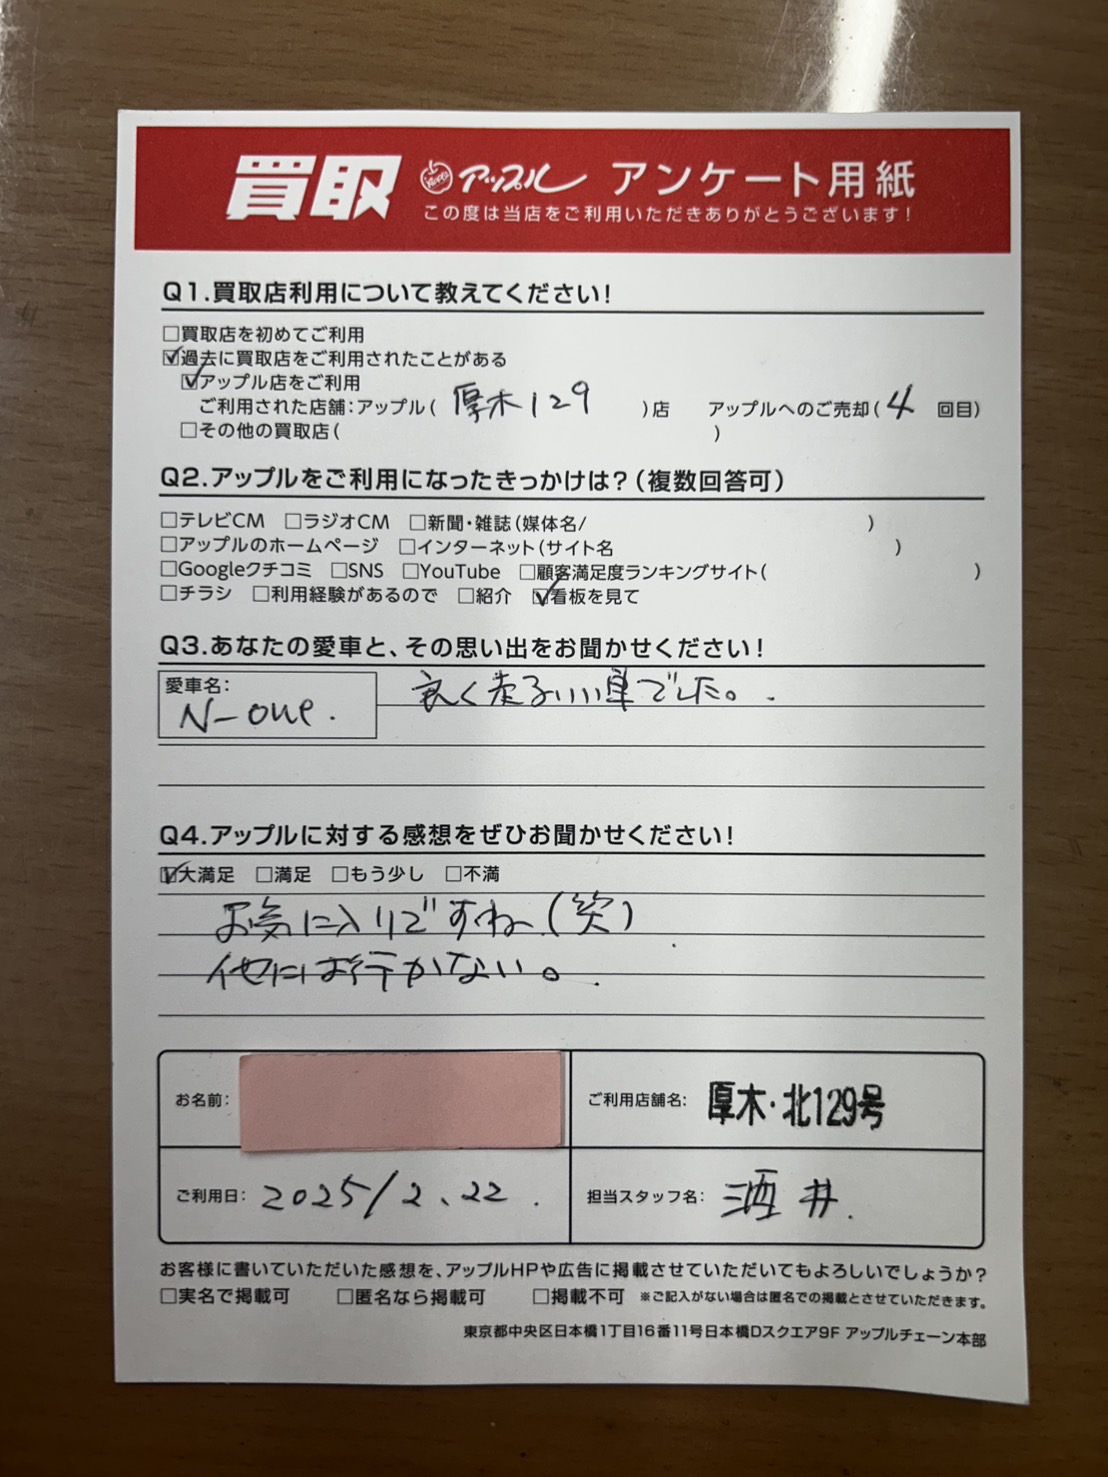 買取 アップル アンケート用紙
この度は当店をご利用いただきありがとうございます！
Q1.買取店利用について教えてください！
□買取店を初めてご利用
☑過去に買取店をご利用されたことがある
☑アップル店をご利用
ご利用された店舗：アップル（ 厚木129 ）店 アップルへのご売却（ 4 回目）
□その他の買取店（ ）
Q2.アップルをご利用になったきっかけは？（複数回答可）
□テレビCM □ラジオCM □新聞・雑誌（媒体名/ ）
□アップルのホームページ □インターネット（サイト名 ）
□Googleクチコミ □SNS □YouTube □顧客満足度ランキングサイト（ ）
□チラシ □利用経験があるので □紹介 ☑看板を見て
Q3.あなたの愛車と、その思い出をお聞かせください！
愛車名： 良く走るいい車でした。
N-one.
Q4.アップルに対する感想をぜひお聞かせください！
☑大満足 □満足 □もう少し □不満
お気に入りですね（笑）
他には行かない。
お名前： ご利用店舗名： 厚木・北129号
ご利用日： 2025/2、22. 担当スタッフ名： 酒井.
お客様に書いていただいた感想を、アップルHPや広告に掲載させていただいてもよろしいでしょうか？
□実名で掲載可 □匿名なら掲載可 □掲載不可 ※ご記入がない場合は匿名での掲載とさせていただきます。
東京都中央区日本橋1丁目16番11号日本橋Dスクエア9F アップルチェーン本部